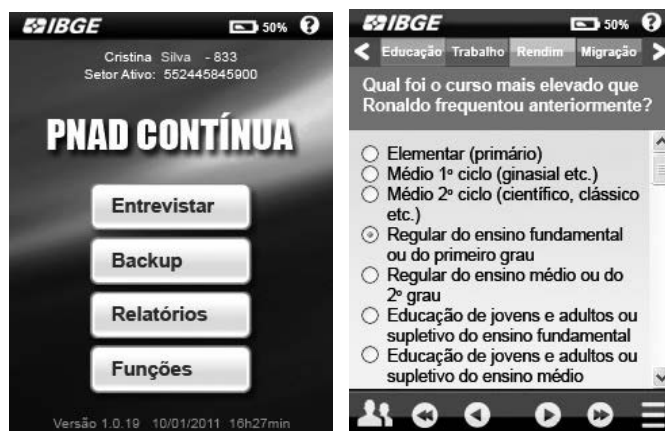 IBGE
50%
?
Cristina Silva - 833
Setor Ativo: 552445845900
PNAD CONTÍNUA
Entrevistar
Backup
Relatórios
Funções
Versão 1.0.19 10/01/2011 16h27min
IBGE
50%
?
Educação Trabalho Rendim Migração
Qual foi o curso mais elevado que
Ronaldo frequentou anteriormente?
Elementar (primário)
Médio 1º ciclo (ginasial etc.)
Médio 2º ciclo (científico, clássico
etc.)
Regular do ensino fundamental
ou do primeiro grau
Regular do ensino médio ou do
2º grau
Educação de jovens e adultos ou
supletivo do ensino fundamental
Educação de jovens e adultos ou
supletivo do ensino médio